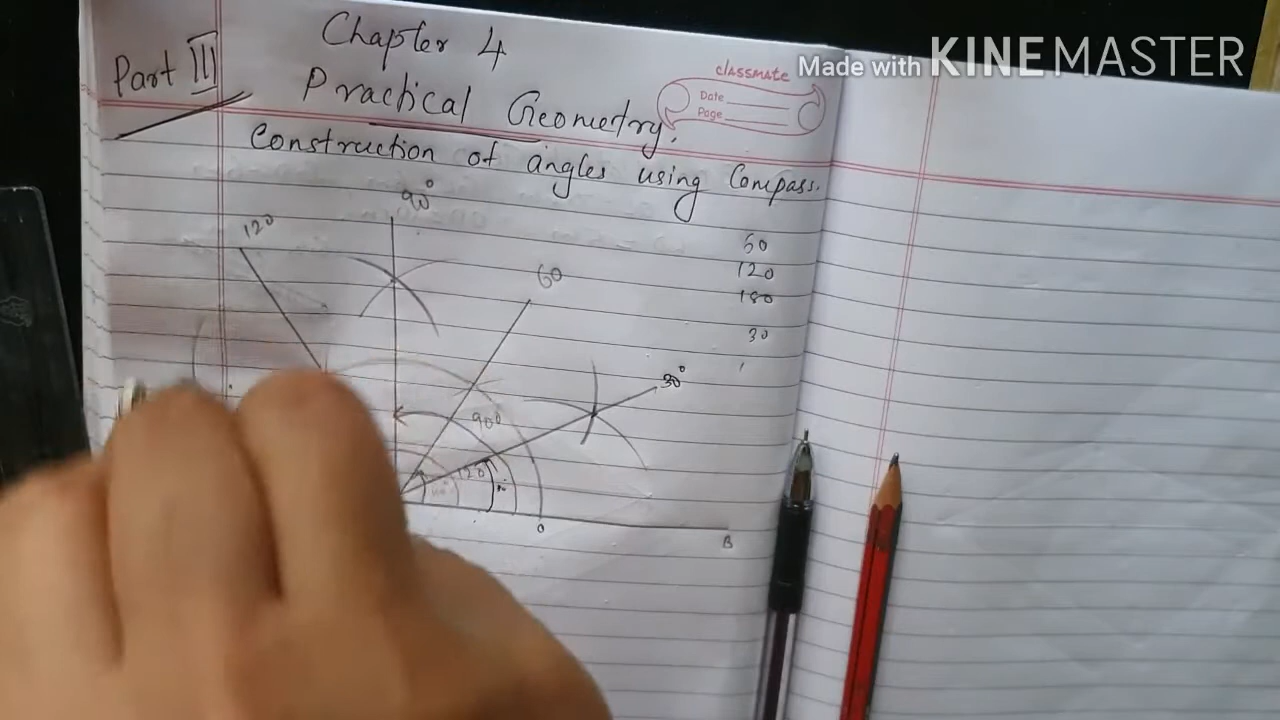 Made with KINEMASTER
Part III
Chapter 4
Practical Geometry.
classmate
Date
Page
Construction of angles using Compass.
90°
120
60
30°
60
120
180
30
90°
120
O
B